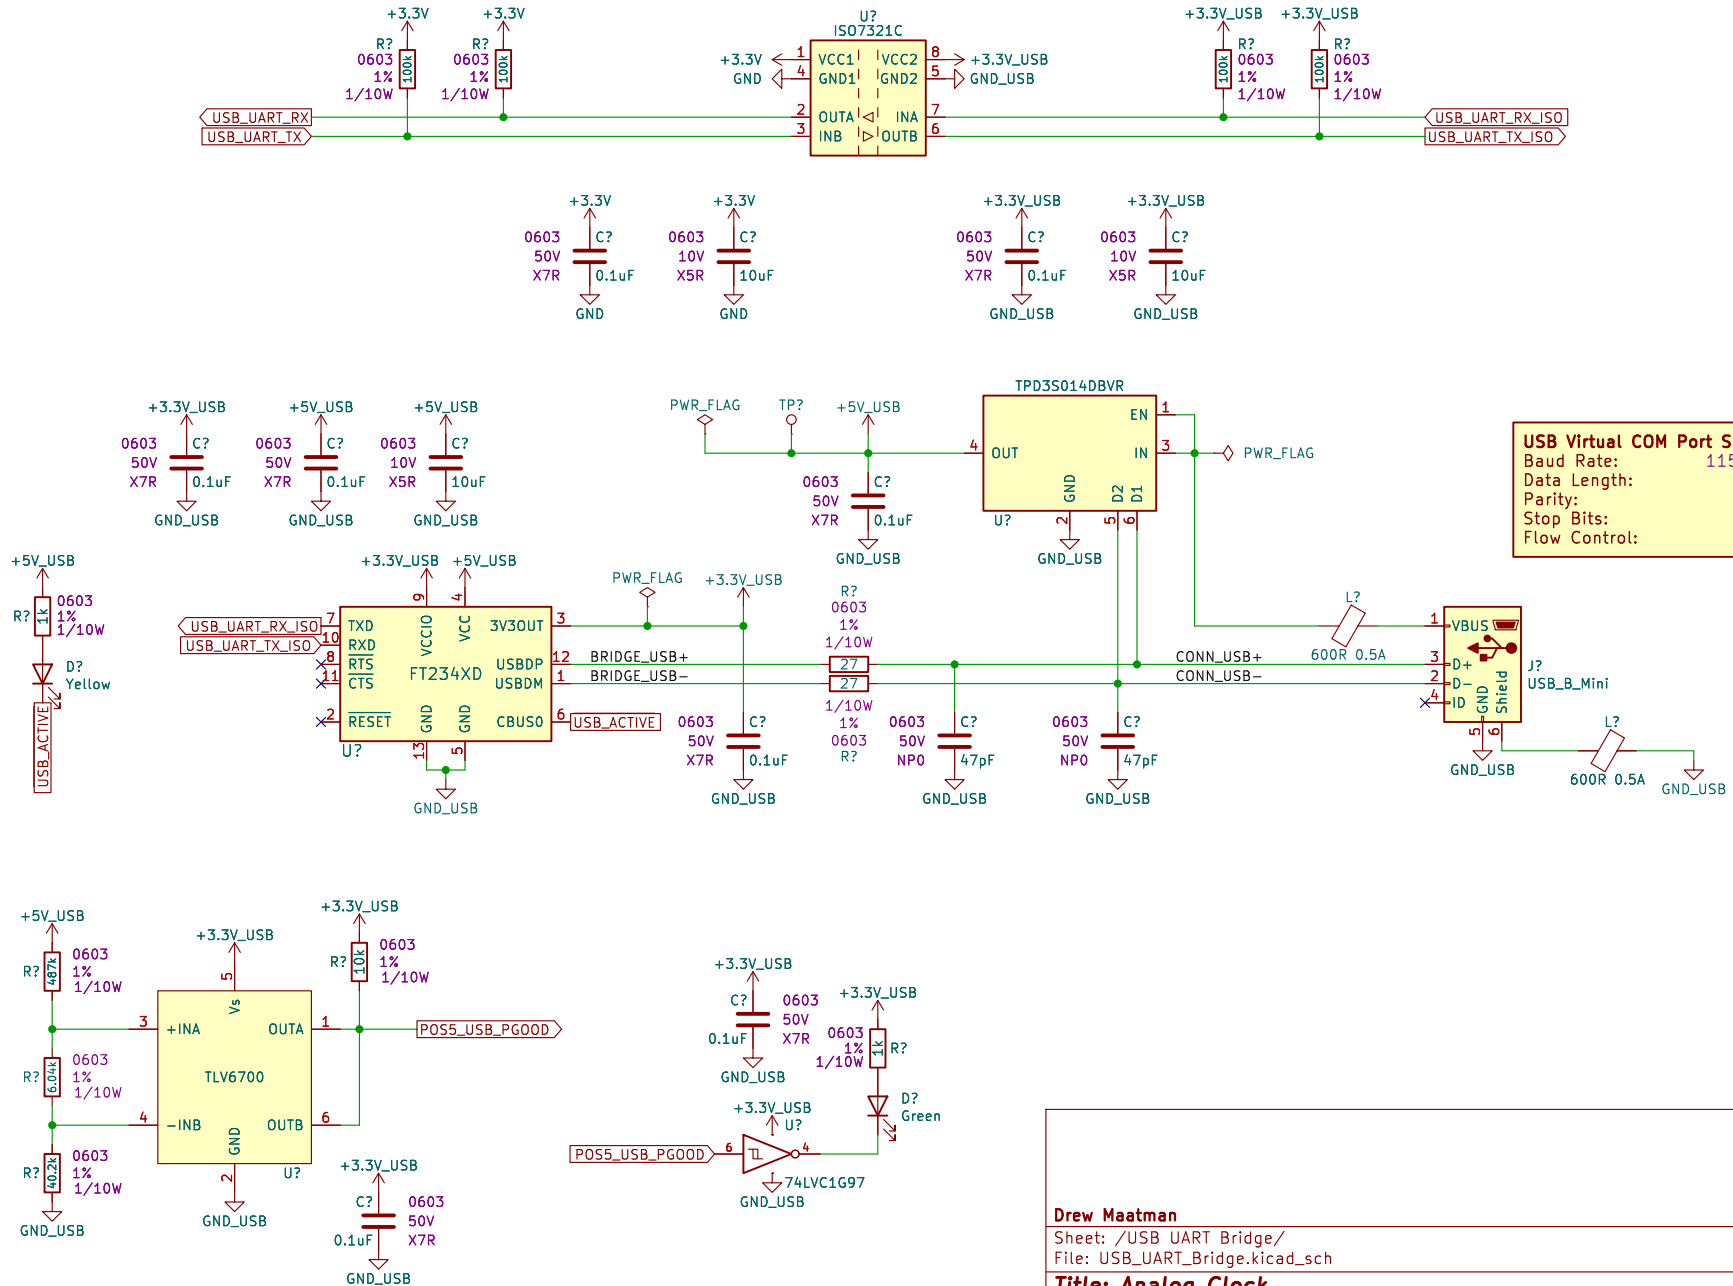 +3.3V
+3.3V
R?
0603
1%
1/10W
100k
R?
0603
1%
1/10W
100k
U?
ISO7321C
+3.3V
GND
1
4
2
3
VCC1
GND1
OUTA
INB
VCC2
GND2
INA
OUTB
8
5
7
6
+3.3V_USB
GND_USB
+3.3V_USB
+3.3V_USB
R?
0603
1%
1/10W
100k
R?
0603
1%
1/10W
100k
USB_UART_RX
USB_UART_TX
USB_UART_RX_ISO
USB_UART_TX_ISO
+3.3V
0603
50V
X7R
C?
0.1uF
GND
+3.3V
0603
10V
X5R
C?
10uF
GND
+3.3V_USB
0603
50V
X7R
C?
0.1uF
GND_USB
+3.3V_USB
0603
10V
X5R
C?
10uF
GND_USB
+3.3V_USB
0603
50V
X7R
C?
0.1uF
GND_USB
+5V_USB
0603
50V
X7R
C?
0.1uF
GND_USB
+5V_USB
0603
10V
X5R
C?
10uF
GND_USB
PWR_FLAG
TP?
+5V_USB
0603
50V
X7R
C?
0.1uF
GND_USB
TPD3S014DBVR
EN
IN
OUT
GND
D2
D1
1
3
4
2
5
6
U?
GND_USB
PWR_FLAG
USB Virtual COM Port S
Baud Rate:
115
Data Length:
Parity:
Stop Bits:
Flow Control:
+5V_USB
R?
1k
0603
1%
1/10W
D?
Yellow
USB_ACTIVE
+3.3V_USB
+5V_USB
9
4
USB_UART_RX_ISO
USB_UART_TX_ISO
7
10
8
11
2
TXD
RXD
RTS
CTS
RESET
VCCIO
VCC
FT234XD
GND
GND
3V3OUT
USBDP
USBDM
CBUS0
3
12
1
6
13
5
U?
GND_USB
USB_ACTIVE
PWR_FLAG
+3.3V_USB
BRIDGE_USB+
BRIDGE_USB-
0603
50V
X7R
C?
0.1uF
GND_USB
R?
0603
1%
1/10W
27
27
1/10W
1%
0603
R?
0603
50V
NP0
C?
47pF
GND_USB
0603
50V
NP0
C?
47pF
GND_USB
CONN_USB+
CONN_USB-
L?
600R 0.5A
1
3
2
4
VBUS
D+
D-
ID
GND
Shield
5
6
J?
USB_B_Mini
GND_USB
L?
600R 0.5A
GND_USB
+5V_USB
R?
487k
0603
1%
1/10W
R?
6.04k
0603
1%
1/10W
R?
40.2k
0603
1%
1/10W
GND_USB
+3.3V_USB
5
3
4
Vs
+INA
-INB
TLV6700
OUTA
OUTB
GND
1
6
2
U?
GND_USB
+3.3V_USB
R?
10k
0603
1%
1/10W
POS5_USB_PGOOD
+3.3V_USB
C?
0.1uF
0603
50V
X7R
GND_USB
+3.3V_USB
C?
0.1uF
0603
50V
X7R
GND_USB
+3.3V_USB
0603
1%
1/10W
1k
R?
D?
Green
+3.3V_USB
U?
POS5_USB_PGOOD
6
4
74LVC1G97
GND_USB
Drew Maatman
Sheet: /USB UART Bridge/
File: USB_UART_Bridge.kicad_sch
Title: Analog Clock